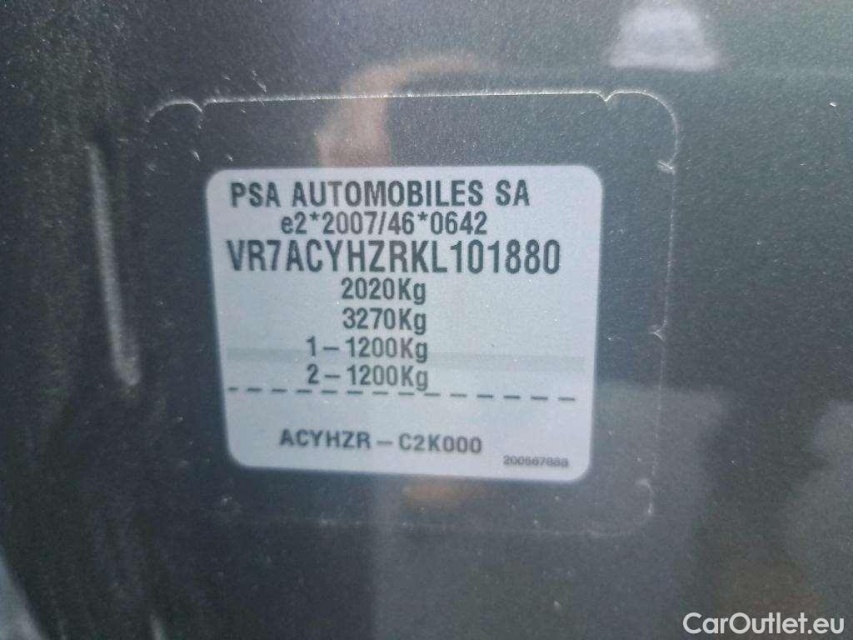 PSA AUTOMOBILES SA
e2*2007/46*0642
VR7ACYHZRKL101880
2020Kg
3270Kg
1-1200Kg
2-1200Kg
ACYHZR-C2K000
CarOutlet.eu